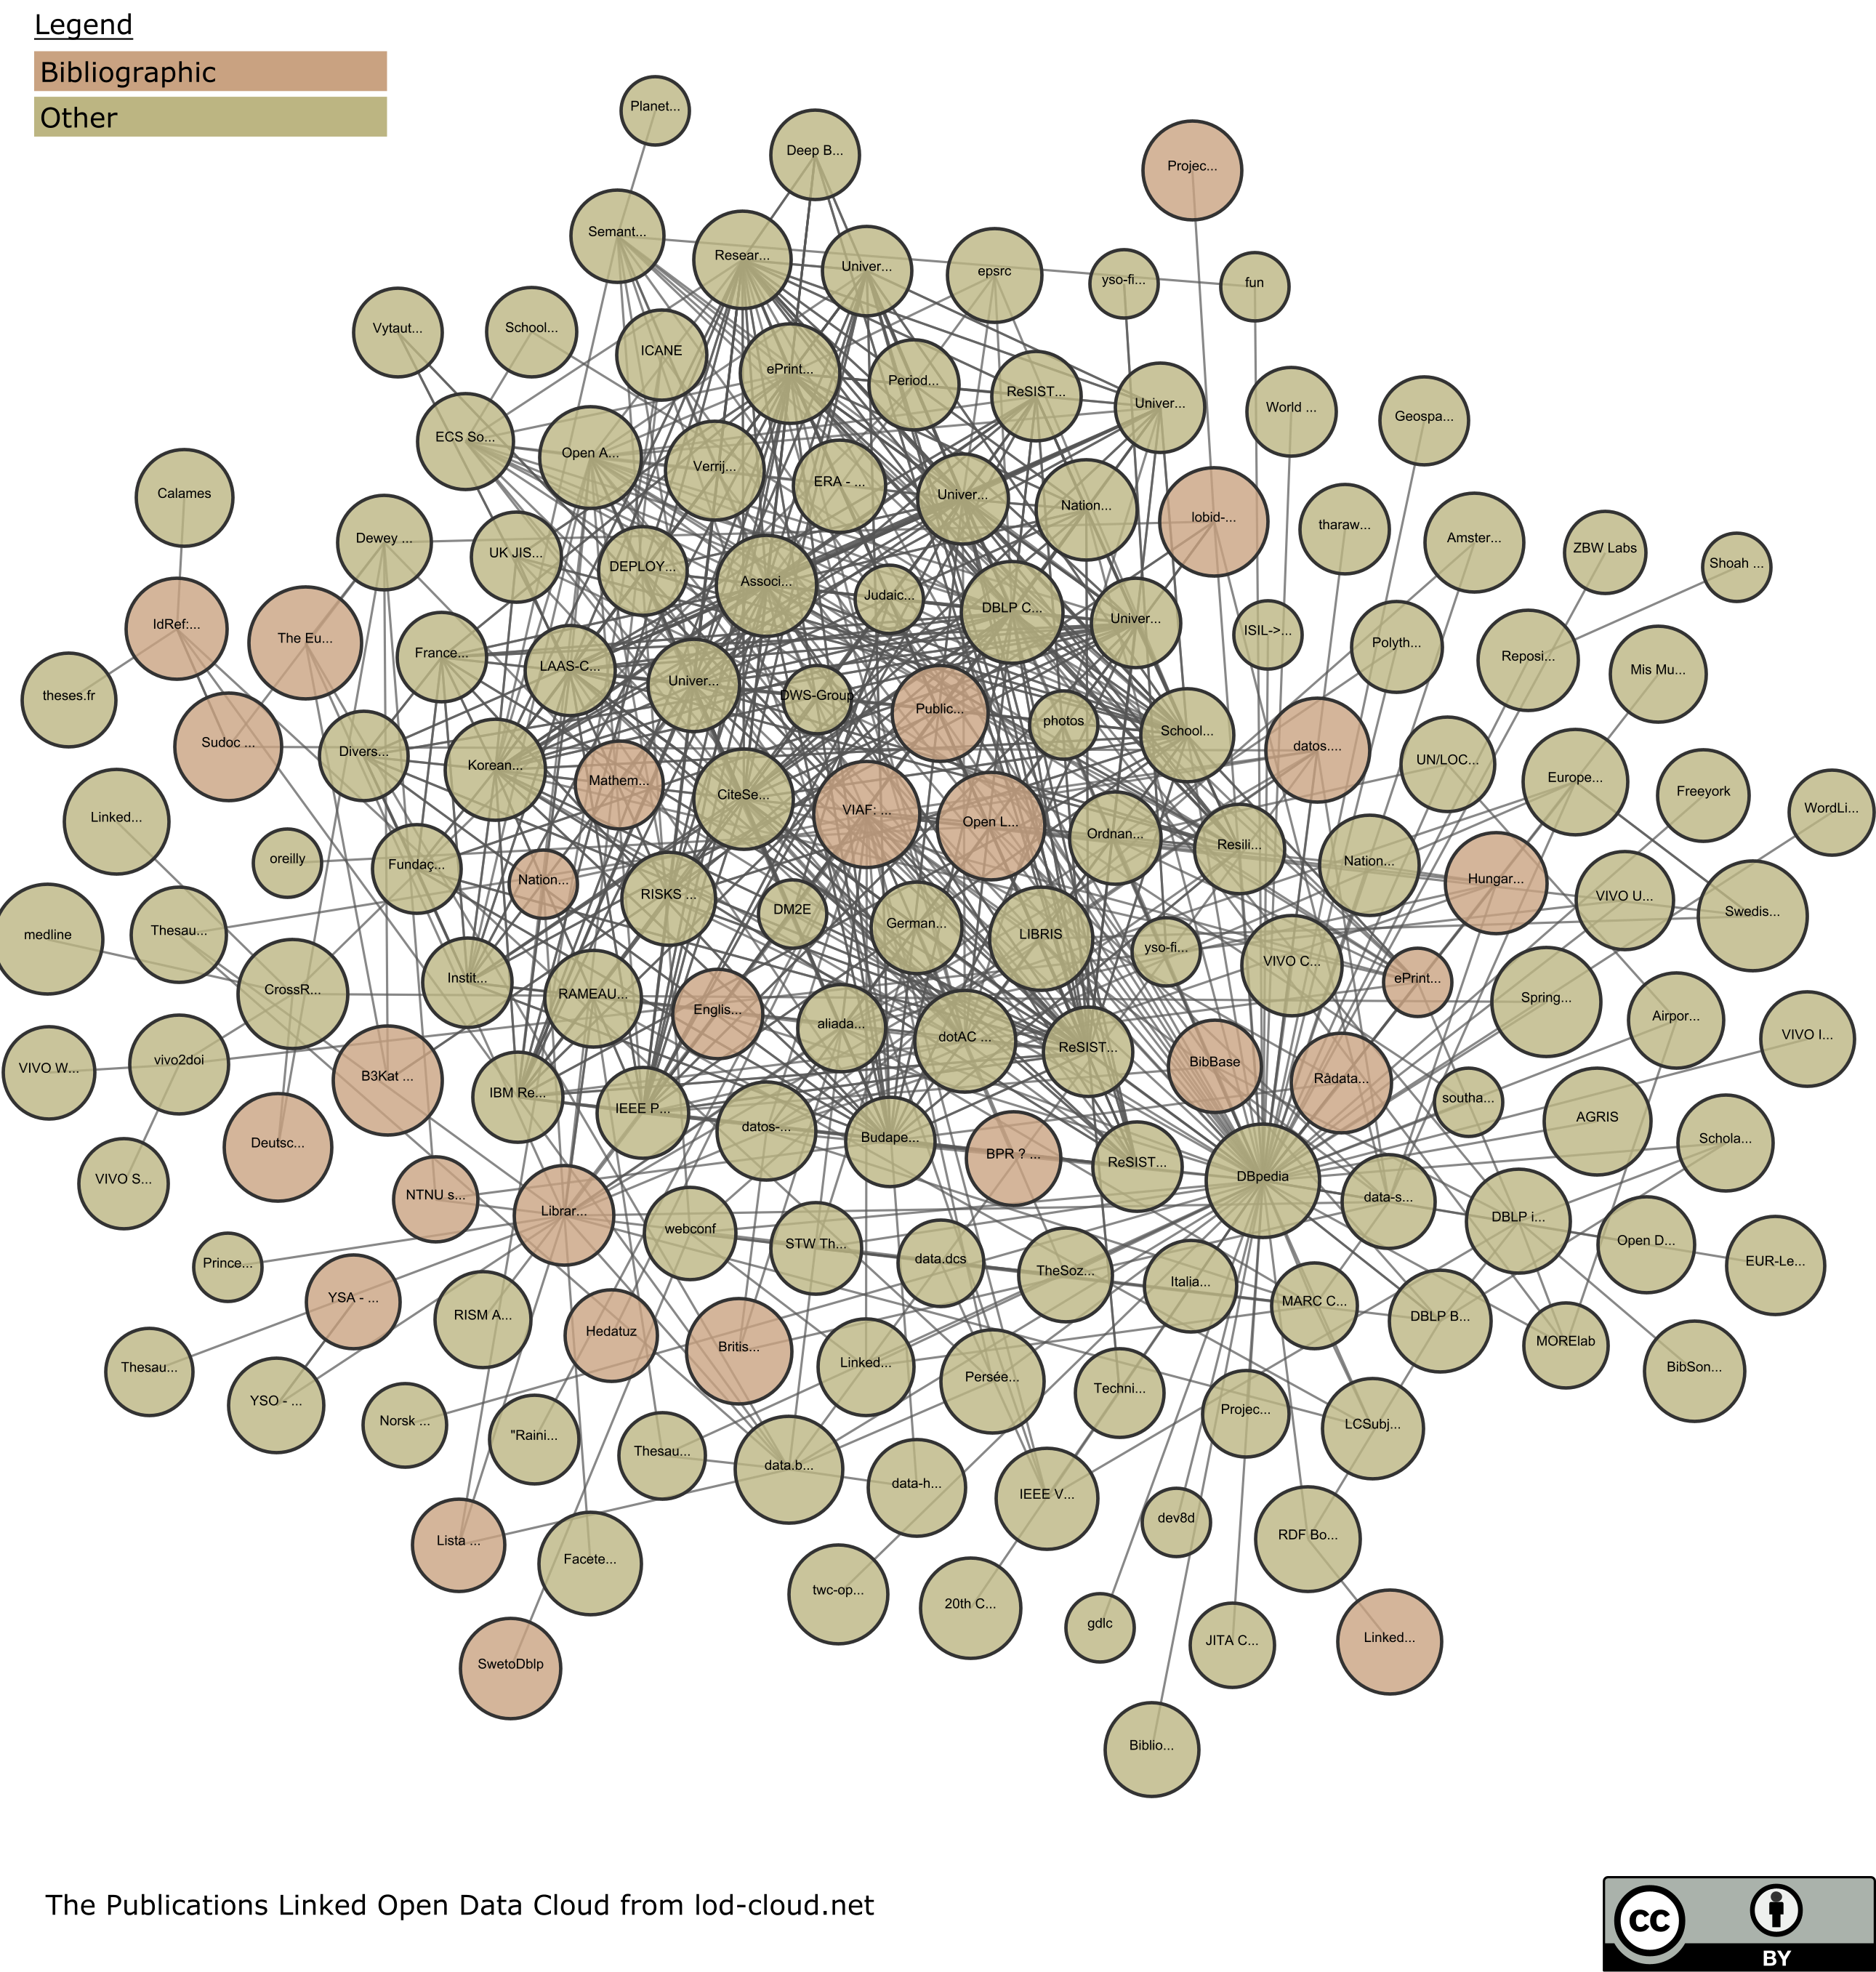 Legend
Bibliographic
Other
Planet...
Deep B...
Projec...
Semant...
Resear...
Univer...
epsrc
yso-fi...
fun
Vytaut...
School...
ICANE
ePrint...
Period...
ReSIST...
Univer...
World ...
Geospa...
ECS So...
Open A...
Verrij...
ERA - ...
Univer...
Nation...
lobid-...
tharaw...
Amster...
ZBW Labs
Shoah ...
Calames
Dewey ...
UK JIS...
DEPLOY...
Associ...
Judaic...
DBLP C...
Univer...
ISIL->...
Polyth...
Reposi...
Mis Mu...
IdRef:...
The Eu...
France...
LAAS-C...
Univer...
DWS-Group
Public...
photos
School...
datos....
UN/LOC...
Europe...
Freeyork
WordLi...
theses.fr
Sudoc ...
Divers...
Korean...
Mathem...
CiteSe...
VIAF: ...
Open L...
Ordnan...
Resili...
Nation...
Hungar...
VIVO U...
Swedis...
Linked...
oreilly
Fundaç...
Nation...
RISKS ...
DM2E
German...
LIBRIS
yso-fi...
VIVO C...
ePrint...
Spring...
Airpor...
VIVO I...
medline
Thesau...
CrossR...
Instit...
RAMEAU...
Englis...
aliada...
dotAC ...
ReSIST...
BibBase
Rådata...
southa...
AGRIS
Schola...
VIVO W...
vivo2doi
B3Kat ...
IBM Re...
IEEE P...
datos-...
Budape...
BPR ? ...
ReSIST...
DBpedia
data-s...
DBLP i...
Open D...
EUR-Le...
VIVO S...
Deutsc...
NTNU s...
Librar...
webconf
STW Th...
data.dcs
TheSoz...
Italia...
MARC C...
DBLP B...
MORElab
BibSon...
Prince...
YSA - ...
RISM A...
Hedatuz
Britis...
Linked...
Persée...
Techni...
Projec...
LCSubj...
Thesau...
YSO - ...
Norsk ...
"Raini...
Thesau...
data.b...
data-h...
IEEE V...
dev8d
RDF Bo...
Lista ...
Facete...
twc-op...
20th C...
gdlc
JITA C...
Linked...
SwetoDblp
Biblio...
The Publications Linked Open Data Cloud from lod-cloud.net
cc
BY